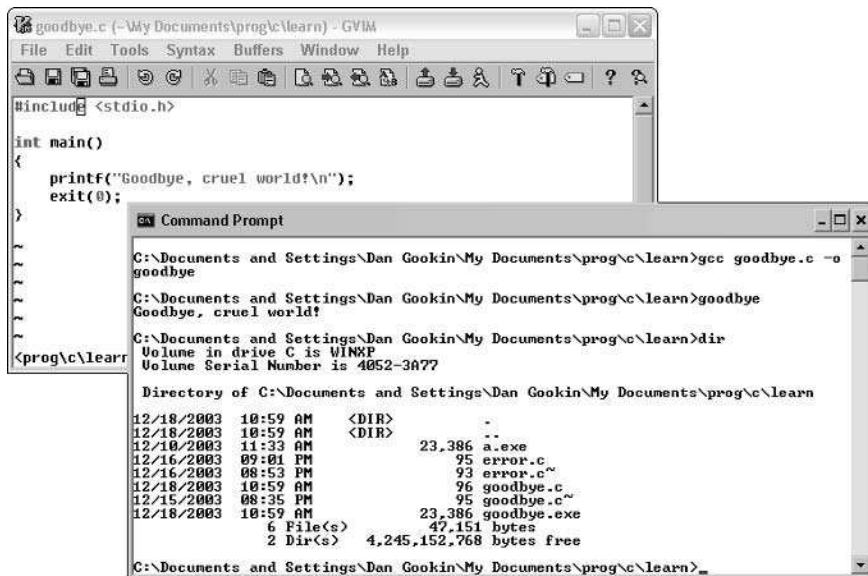 goodbye.c (~\My Documents\prog\c\learn) - GVIM
File Edit Tools Syntax Buffers Window Help
#include <stdio.h>
int main()
{
printf("Goodbye, cruel world!\n");
exit(0);
}
~
~
~
~
~
~
<prog\c\learn
Command Prompt
C:\Documents and Settings\Dan Gookin\My Documents\prog\c\learn>gcc goodbye.c -o
goodbye
C:\Documents and Settings\Dan Gookin\My Documents\prog\c\learn>goodbye
Goodbye, cruel world!
C:\Documents and Settings\Dan Gookin\My Documents\prog\c\learn>dir
Volume in drive C is WINXP
Volume Serial Number is 4052-3A77
Directory of C:\Documents and Settings\Dan Gookin\My Documents\prog\c\learn
12/18/2003 10:59 AM <DIR> .
12/18/2003 10:59 AM <DIR> ..
12/10/2003 11:33 AM 23,386 a.exe
12/16/2003 09:01 PM 95 error.c
12/16/2003 08:53 PM 93 error.c~
12/18/2003 10:59 AM 96 goodbye.c
12/15/2003 08:35 PM 95 goodbye.c~
12/18/2003 10:59 AM 23,386 goodbye.exe
6 File(s) 47,151 bytes
2 Dir(s) 4,245,152,768 bytes free
C:\Documents and Settings\Dan Gookin\My Documents\prog\c\learn>_